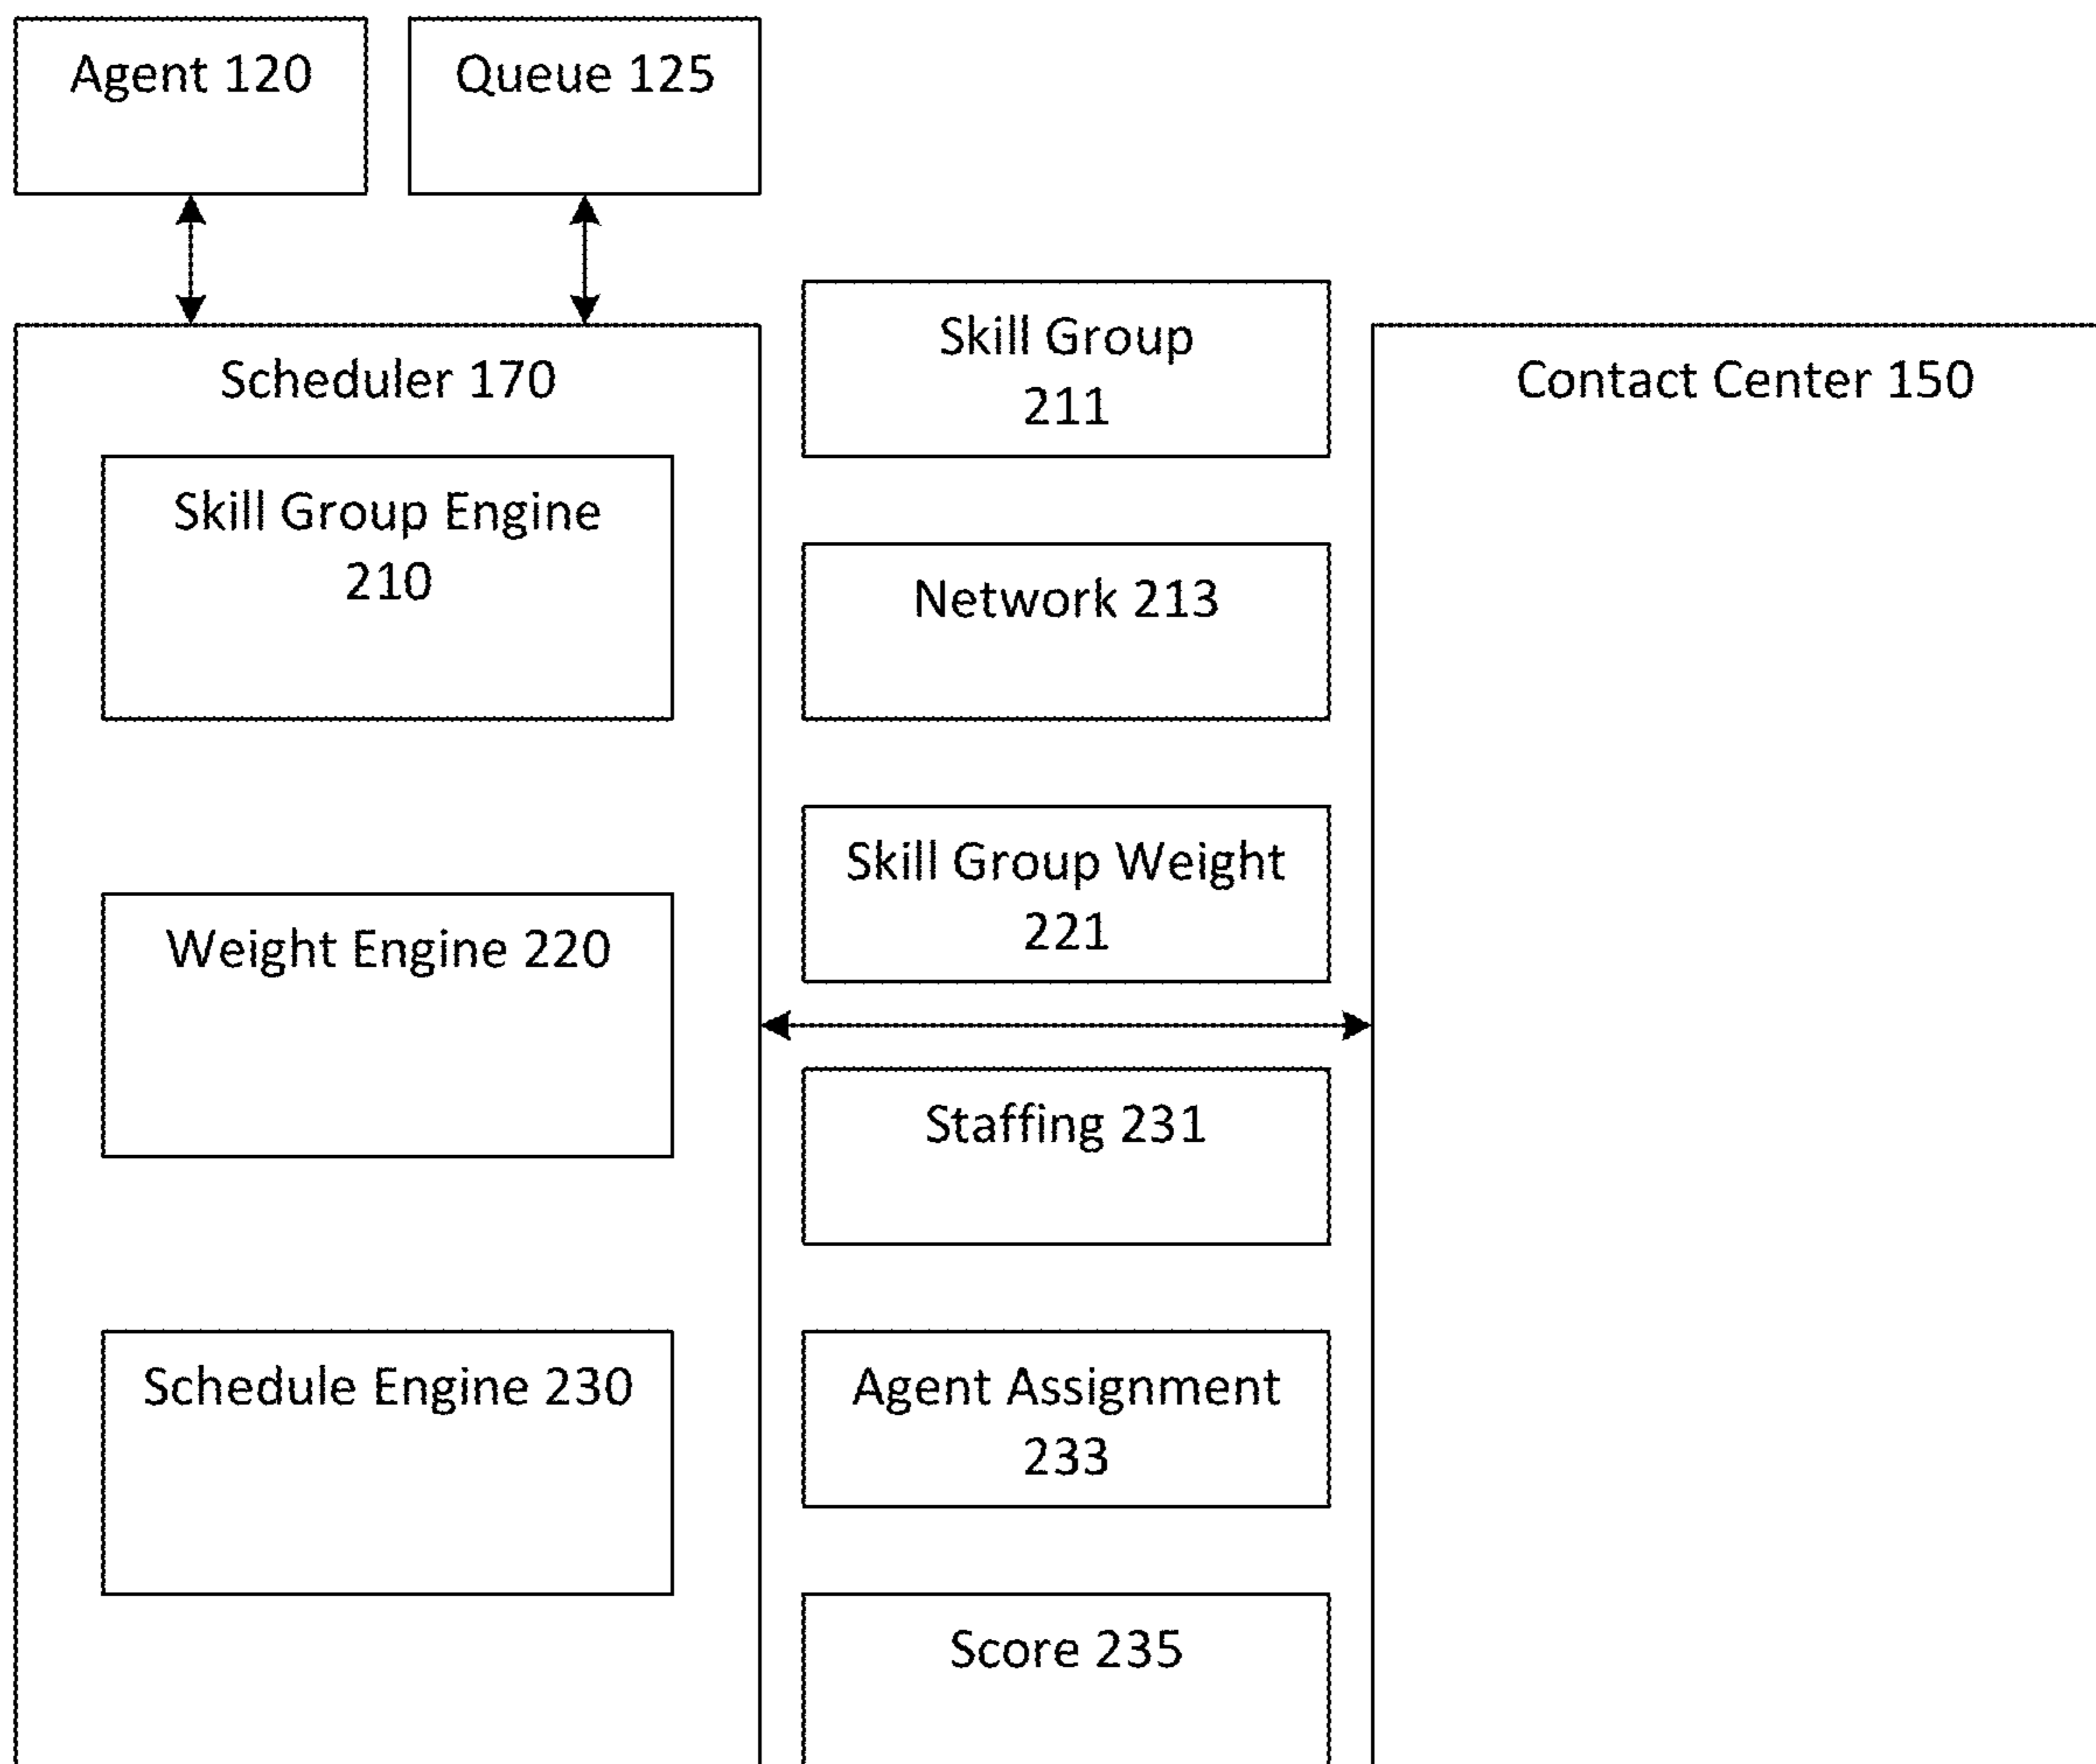 Agent 120
Queue 125
Scheduler 170
Skill Group Engine
210
Weight Engine 220
Schedule Engine 230
Skill Group
211
Network 213
Skill Group Weight
221
Staffing 231
Agent Assignment
233
Score 235
Contact Center 150